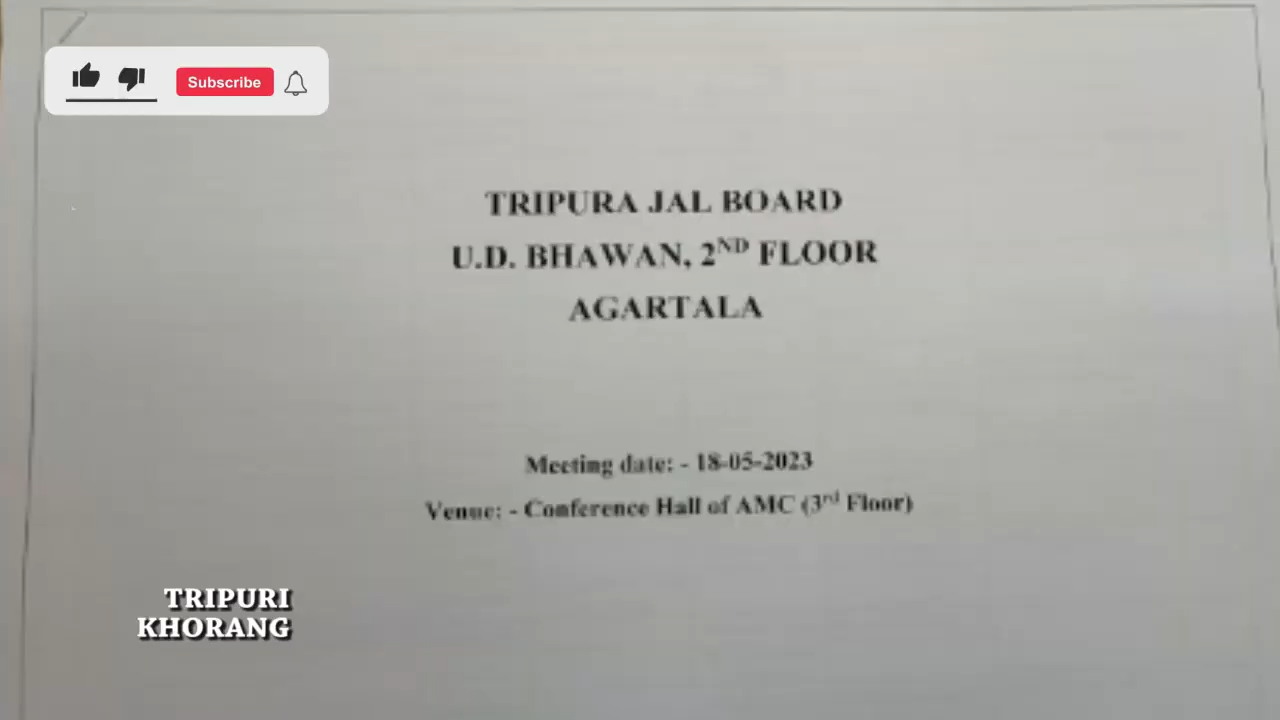 Subscribe
TRIPURA JAL BOARD
U.D. BHAWAN, 2ND FLOOR
AGARTALA
Meeting date: - 18-05-2023
Venue: - Conference Hall of AMC (3rd Floor)
TRIPURI
KHORANG